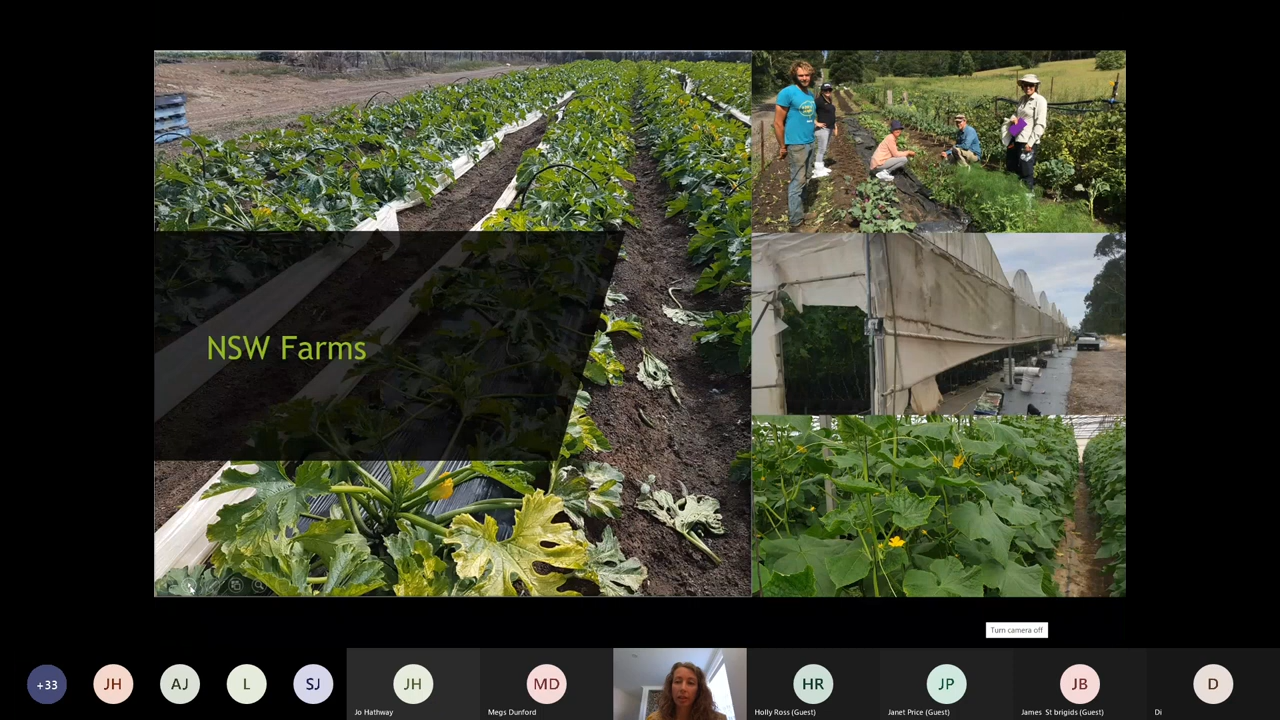 NSW Farms
Turn camera off
+33
JH
AJ
L
SJ
JH
Jo Hathway
MD
Megs Dunford
HR
Holly Ross (Guest)
JP
Janet Price (Guest)
JB
James St brigids (Guest)
D
Di